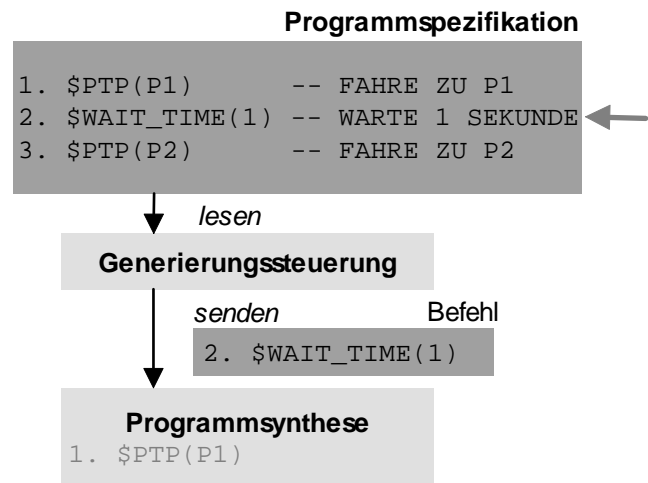 Programmspezifikation
1. $PTP(P1) -- FAHRE ZU P1
2. $WAIT_TIME(1) -- WARTE 1 SEKUNDE
3. $PTP(P2) -- FAHRE ZU P2
lesen
Generierungssteuerung
senden Befehl
2. $WAIT_TIME(1)
Programmsynthese
1. $PTP(P1)